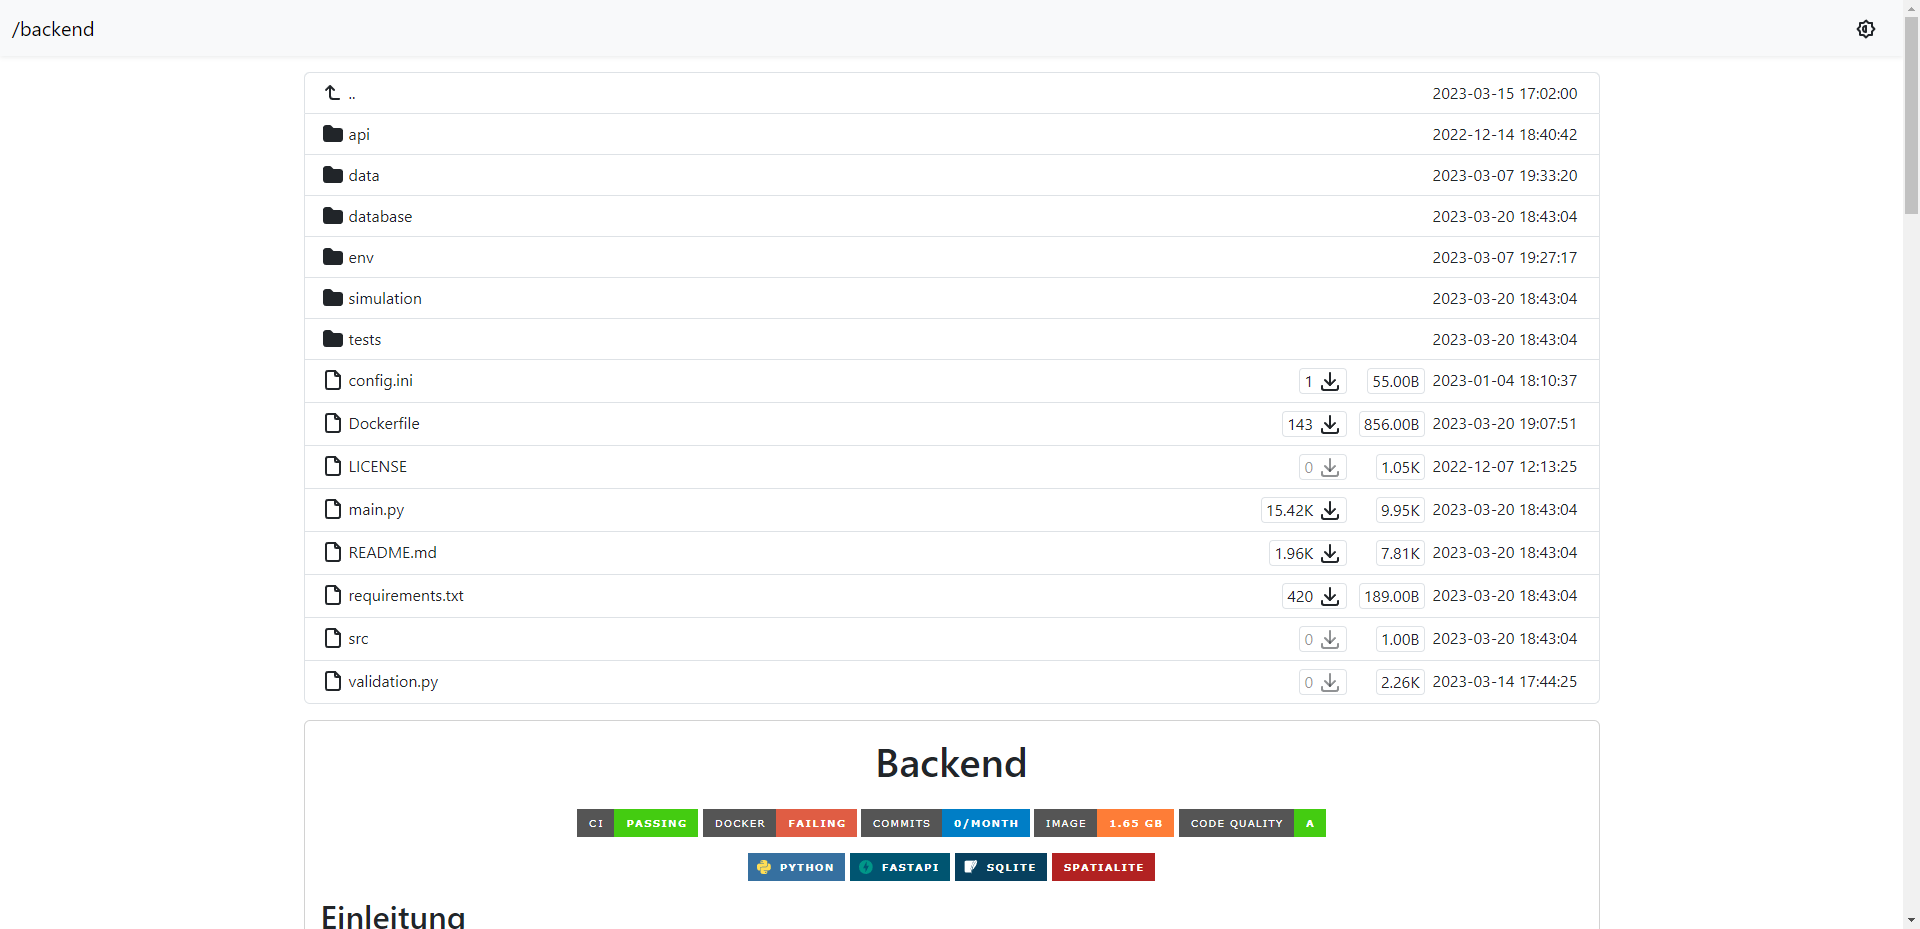 /backend
.. 2023-03-15 17:02:00
api 2022-12-14 18:40:42
data 2023-03-07 19:33:20
database 2023-03-20 18:43:04
env 2023-03-07 19:27:17
simulation 2023-03-20 18:43:04
tests 2023-03-20 18:43:04
config.ini 1 55.00B 2023-01-04 18:10:37
Dockerfile 143 856.00B 2023-03-20 19:07:51
LICENSE 0 1.05K 2022-12-07 12:13:25
main.py 15.42K 9.95K 2023-03-20 18:43:04
README.md 1.96K 7.81K 2023-03-20 18:43:04
requirements.txt 420 189.00B 2023-03-20 18:43:04
src 0 1.00B 2023-03-20 18:43:04
validation.py 0 2.26K 2023-03-14 17:44:25
Backend
CI PASSING DOCKER FAILING COMMITS 0/MONTH IMAGE 1.65 GB CODE QUALITY A
PYTHON FASTAPI SQLITE SPATIALITE
Einleitung